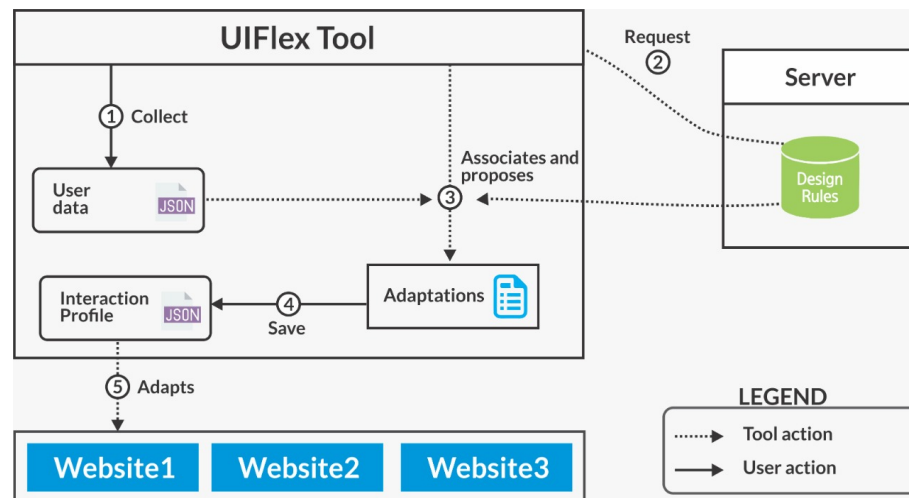 UIFlex Tool
Request
2
Server
1 Collect
Associates and
proposes
Design
Rules
User
data
JSON
3
Interaction
Profile
JSON
4
Save
Adaptations
5 Adapts
LEGEND
Tool action
User action
Website1
Website2
Website3